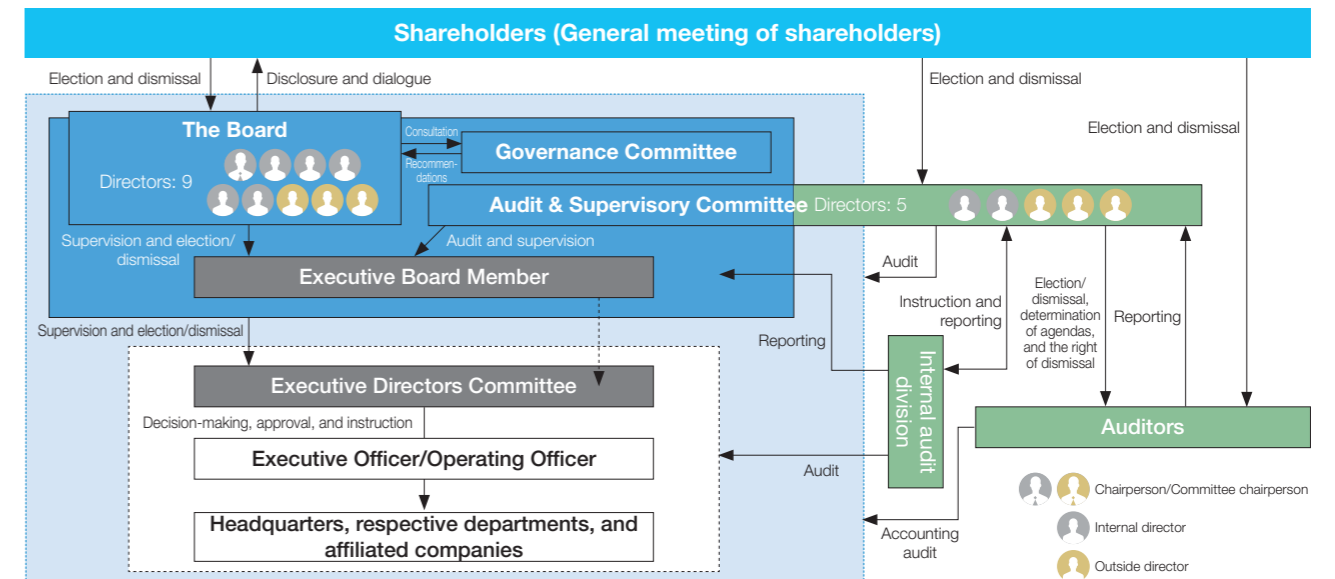 Shareholders (General meeting of shareholders)
Election and dismissal
Disclosure and dialogue
Election and dismissal
Election and dismissal
The Board
Directors: 9
Consultation
Recommen-
dations
Governance Committee
Audit & Supervisory Committee Directors: 5
Supervision and election/
dismissal
Audit and supervision
Executive Board Member
Audit
Instruction and
reporting
Election/
dismissal,
determination
of agendas,
and the right
of dismissal
Reporting
Supervision and election/dismissal
Reporting
Internal audit
division
Executive Directors Committee
Decision-making, approval, and instruction
Executive Officer/Operating Officer
Audit
Auditors
Headquarters, respective departments, and
affiliated companies
Accounting
audit
Chairperson/Committee chairperson
Internal director
Outside director